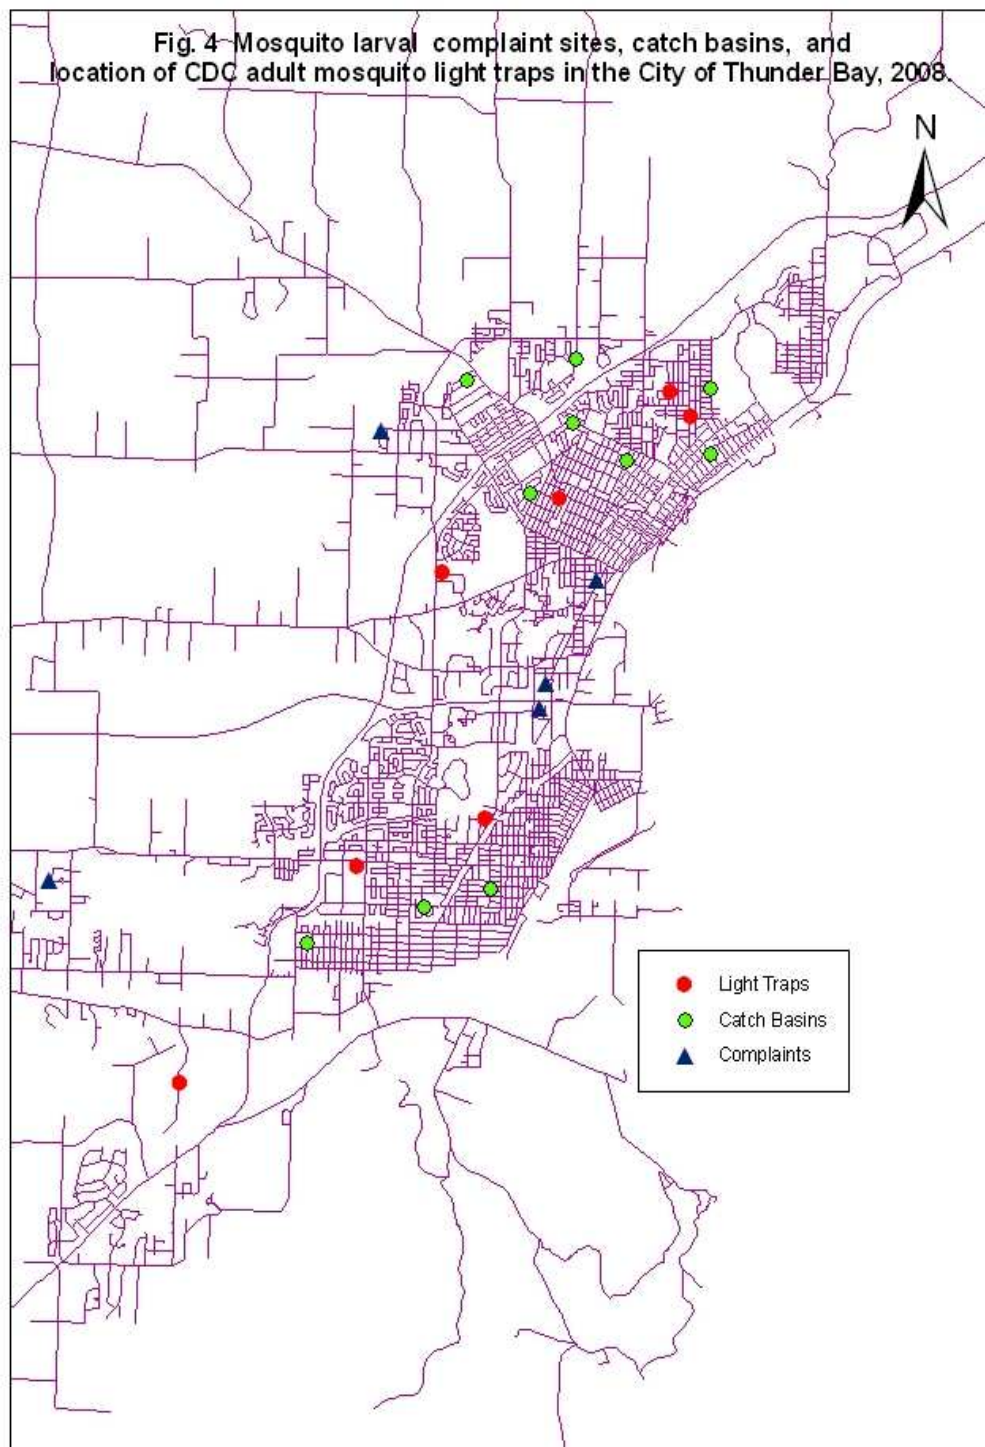 Fig. 4 Mosquito larval complaint sites, catch basins, and
location of CDC adult mosquito light traps in the City of Thunder Bay, 2008.
N
Light Traps
Catch Basins
Complaints